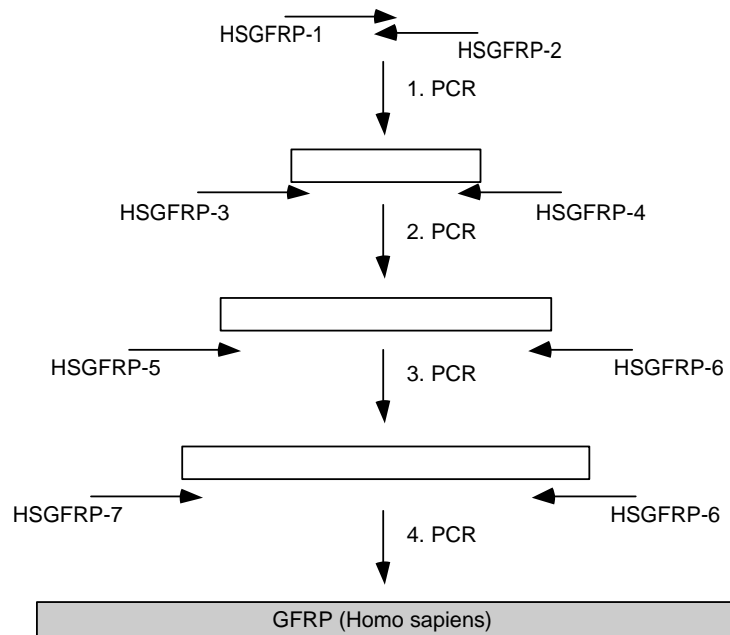 HSGFRP-1
HSGFRP-2
1. PCR
HSGFRP-3
HSGFRP-4
2. PCR
HSGFRP-5
3. PCR
HSGFRP-6
HSGFRP-7
HSGFRP-6
4. PCR
GFRP (Homo sapiens)